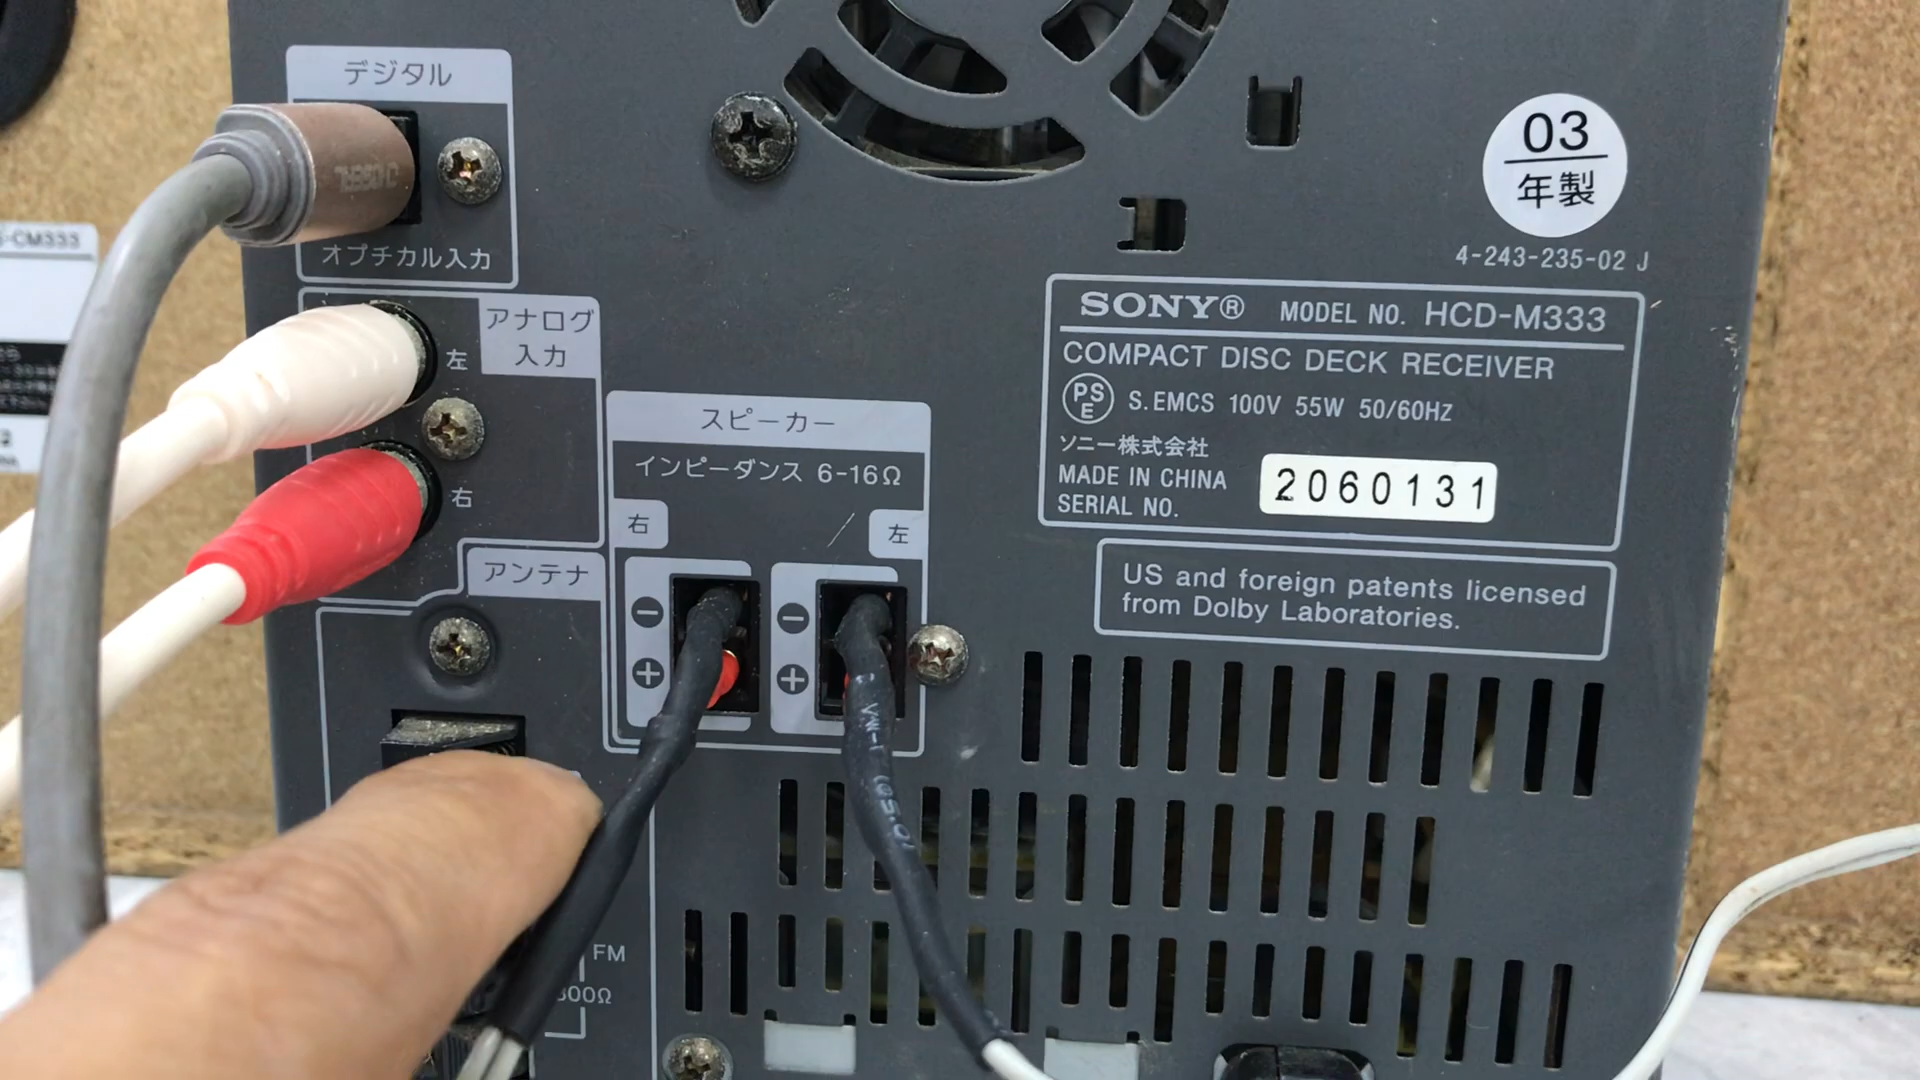 デジタル
オプチカル入力
アナログ
入力
左
右
アンテナ
FM
300Ω
スピーカー
インピーダンス 6-16Ω
右
左
⊖
⊕
⊖
⊕
03
年製
4-243-235-02 J
SONY® MODEL NO. HCD-M333
COMPACT DISC DECK RECEIVER
PSE S.EMCS 100V 55W 50/60HZ
ソニー株式会社
MADE IN CHINA
SERIAL NO. 2060131
US and foreign patents licensed
from Dolby Laboratories.
-CM333